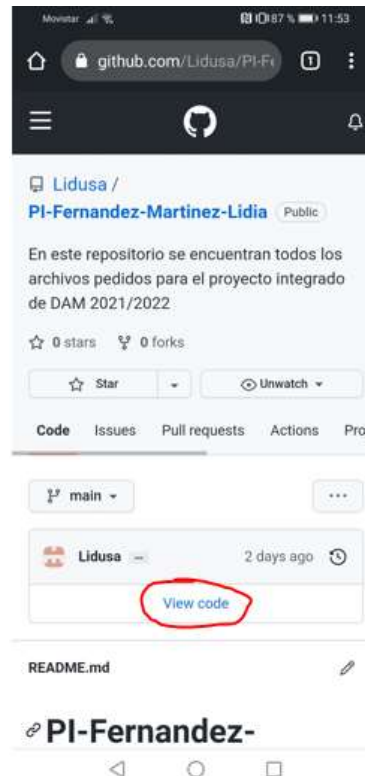 Movistar 87 % 11:53
github.com/Lidusa/PI-Fe 1
Lidusa /
PI-Fernandez-Martinez-Lidia Public
En este repositorio se encuentran todos los
archivos pedidos para el proyecto integrado
de DAM 2021/2022
0 stars 0 forks
Star Unwatch
Code Issues Pull requests Actions Pro
main ...
Lidusa ... 2 days ago
View code
README.md
PI-Fernandez-